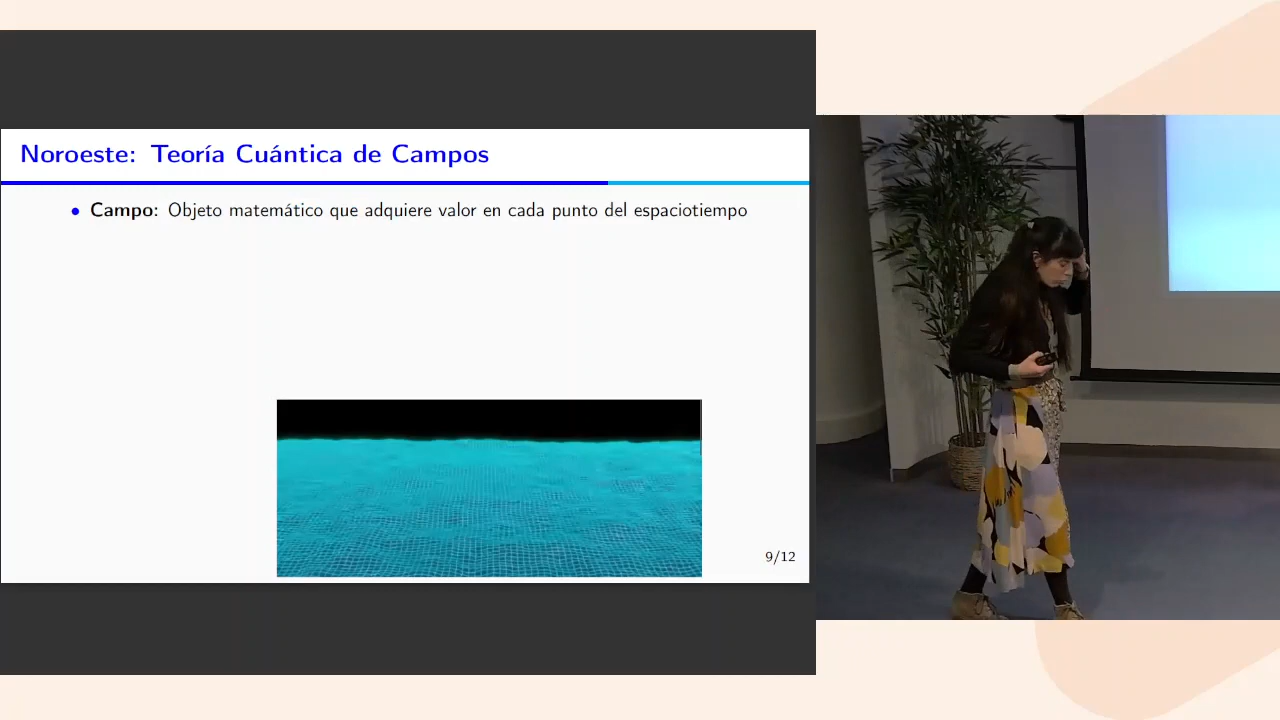 Noroeste: Teoría Cuántica de Campos
• Campo: Objeto matemático que adquiere valor en cada punto del espaciotiempo
9/12